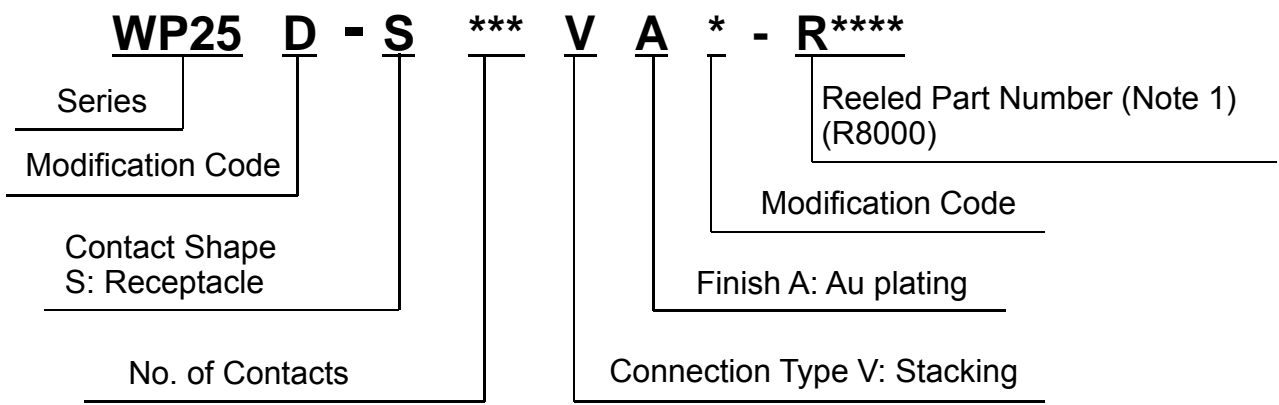 WP25 D - S *** V A * - R****
Series
Reeled Part Number (Note 1)
(R8000)
Modification Code
Modification Code
Contact Shape
S: Receptacle
Finish A: Au plating
No. of Contacts
Connection Type V: Stacking